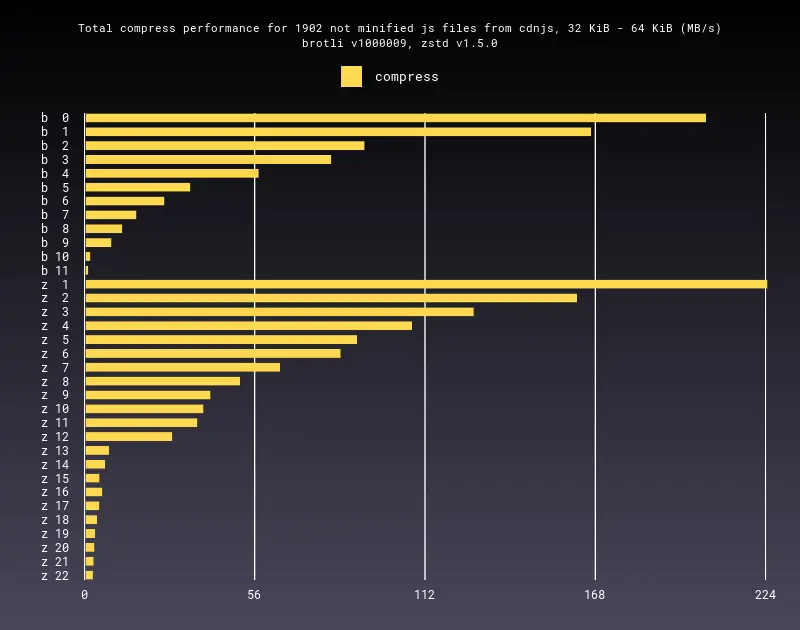 Total compress performance for 1902 not minified js files from cdnjs, 32 KiB - 64 KiB (MB/s)
brotli v1000009, zstd v1.5.0
compress
b 0
b 1
b 2
b 3
b 4
b 5
b 6
b 7
b 8
b 9
b 10
b 11
z 1
z 2
z 3
z 4
z 5
z 6
z 7
z 8
z 9
z 10
z 11
z 12
z 13
z 14
z 15
z 16
z 17
z 18
z 19
z 20
z 21
z 22
0 56 112 168 224